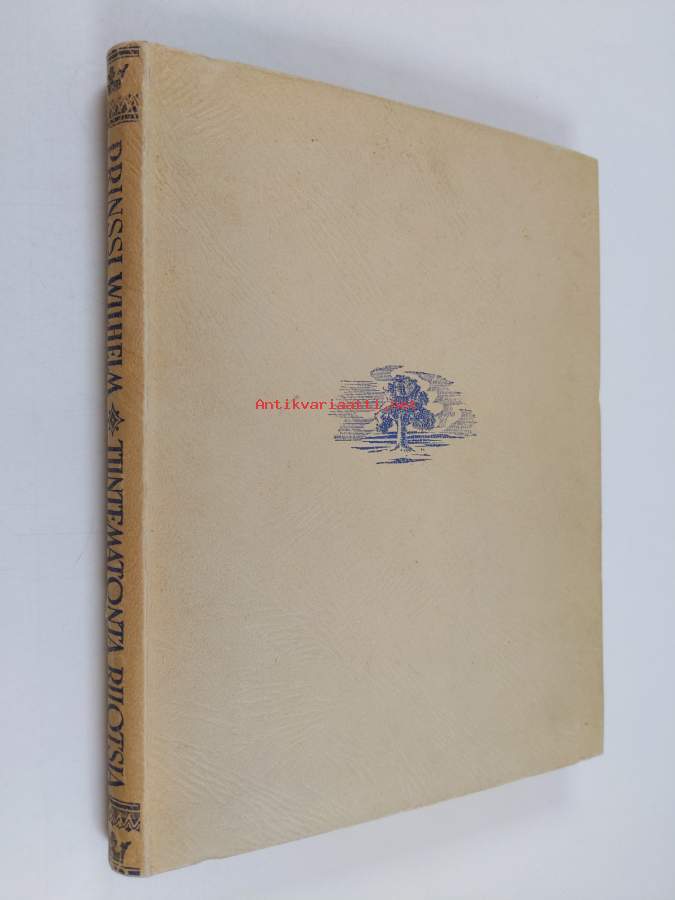 PRINSSI WILHELM TUNTEMATONTA RUOTSIA
Antikvariaatti.net